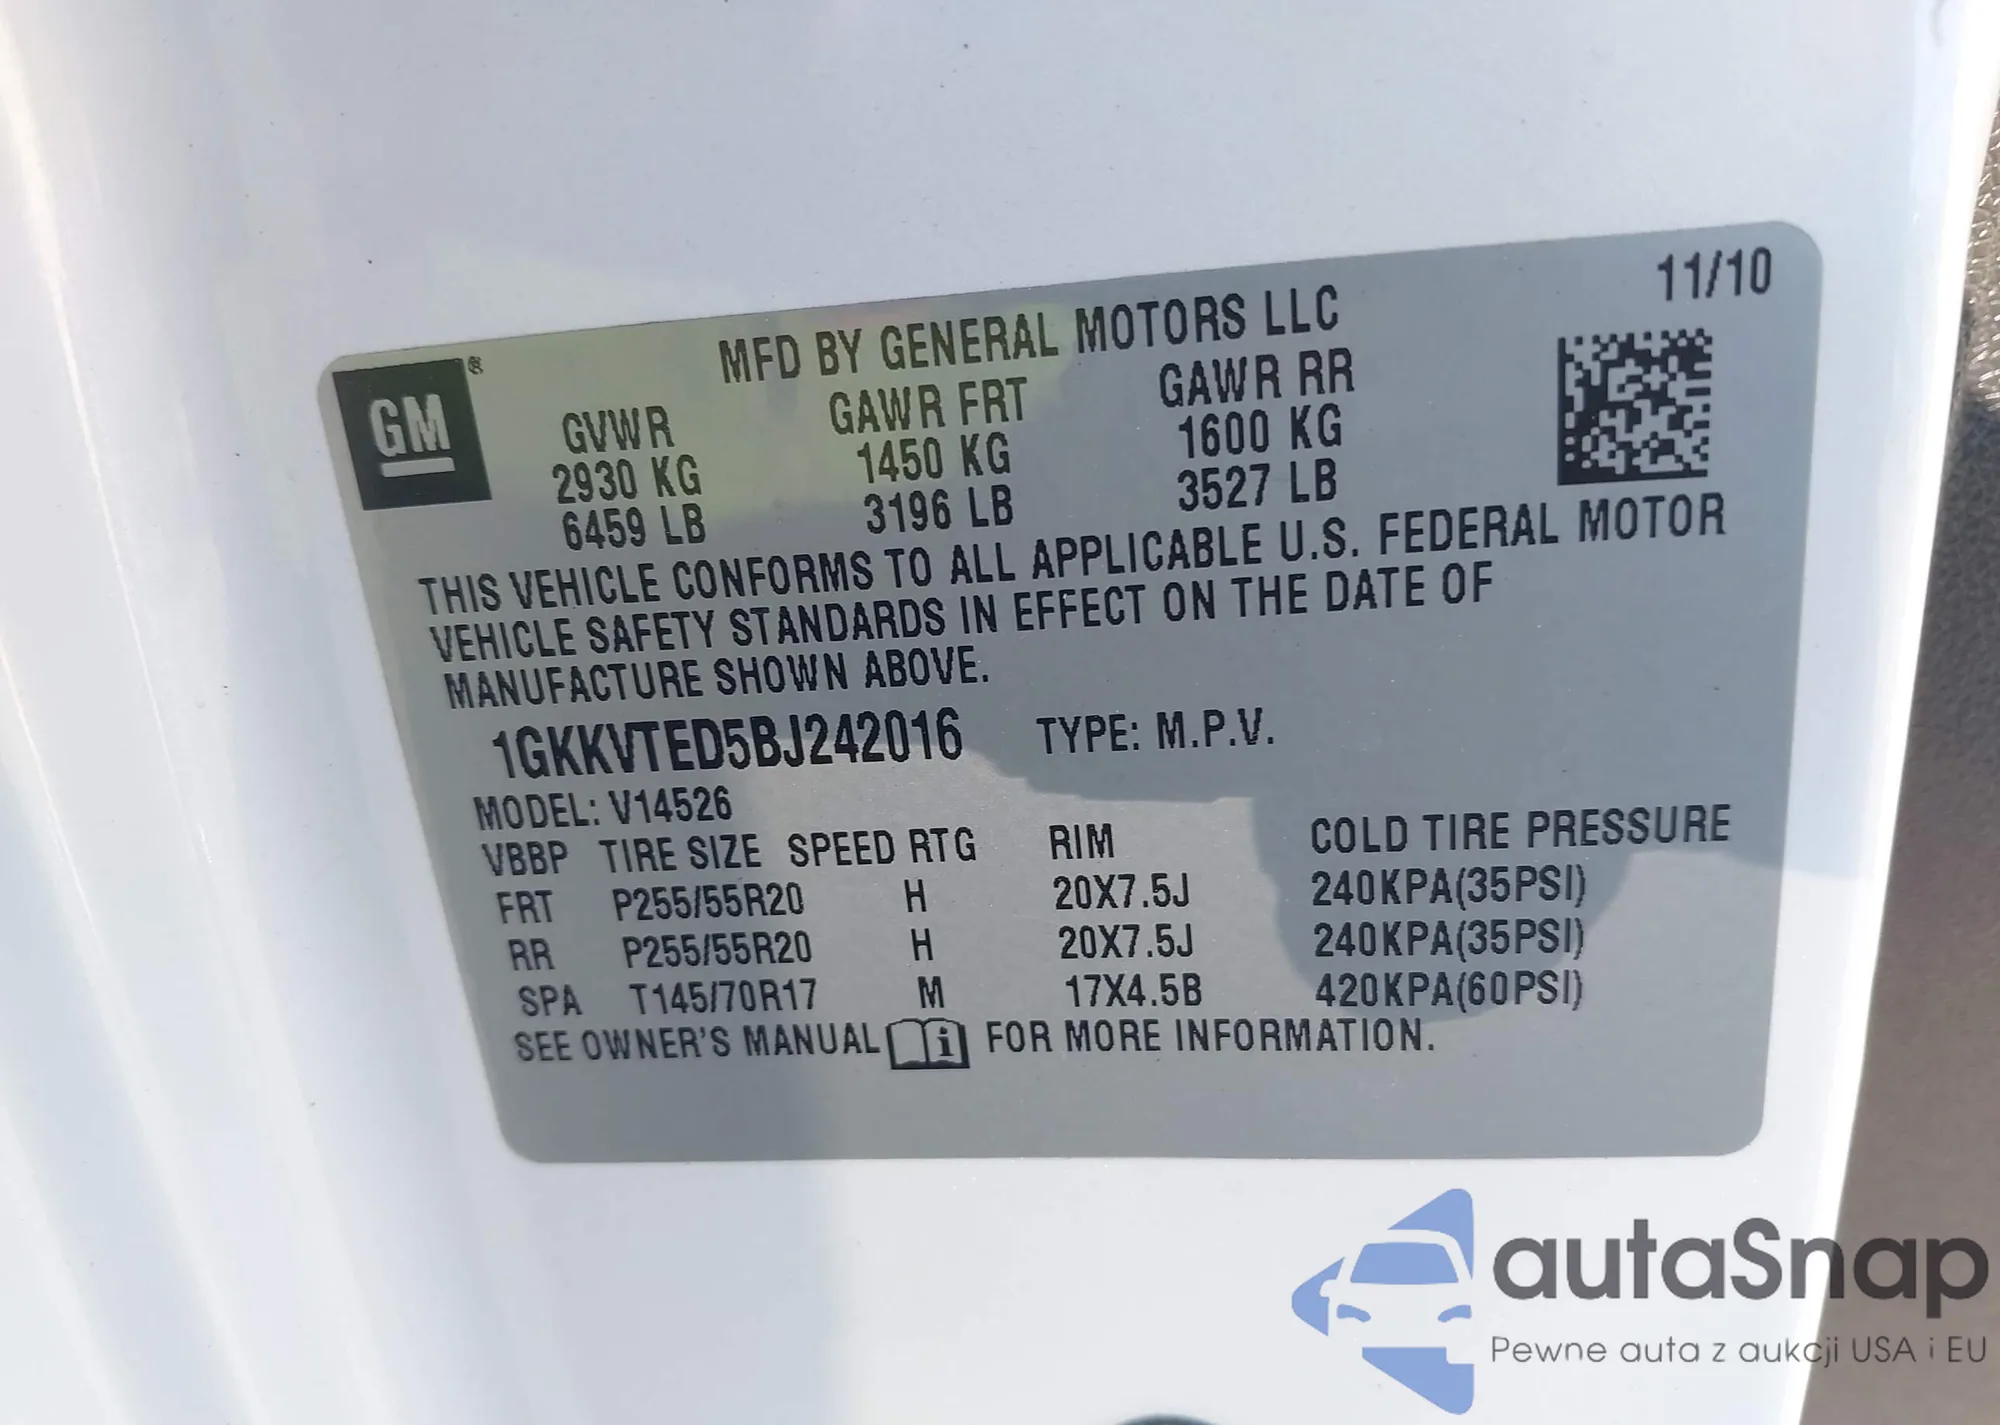 11/10
MFD BY GENERAL MOTORS LLC
GM®
GVWR GAWR FRT GAWR RR
2930 KG 1450 KG 1600 KG
6459 LB 3196 LB 3527 LB
THIS VEHICLE CONFORMS TO ALL APPLICABLE U.S. FEDERAL MOTOR
VEHICLE SAFETY STANDARDS IN EFFECT ON THE DATE OF
MANUFACTURE SHOWN ABOVE.
1GKKVTED5BJ242016 TYPE: M.P.V.
MODEL: V14526
VBBP TIRE SIZE SPEED RTG RIM COLD TIRE PRESSURE
FRT P255/55R20 H 20X7.5J 240KPA(35PSI)
RR P255/55R20 H 20X7.5J 240KPA(35PSI)
SPA T145/70R17 M 17X4.5B 420KPA(60PSI)
SEE OWNER'S MANUAL i FOR MORE INFORMATION.
autaSnap
Pewne auta z aukcji USA i EU